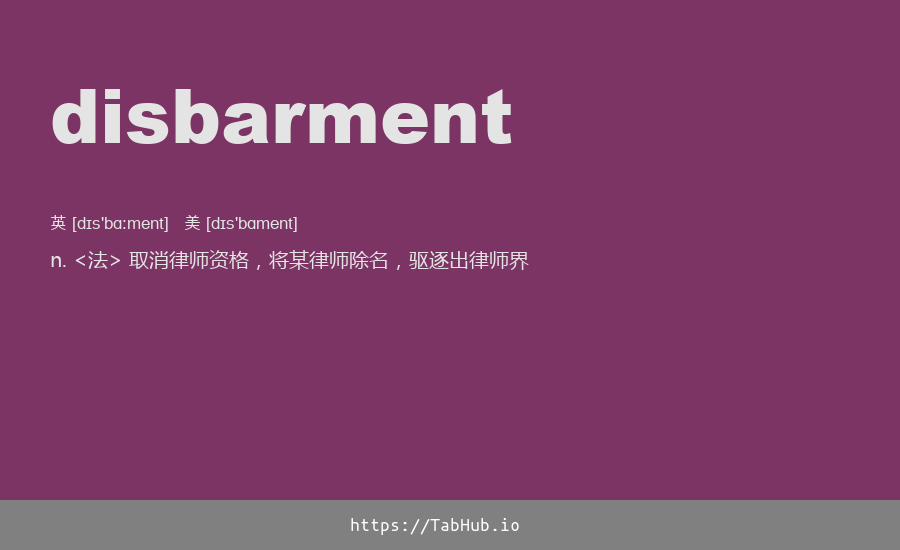 disbarment
英 [dɪs'bɑːment] 美 [dɪs'bɑment]
n. <法> 取消律师资格，将某律师除名，驱逐出律师界
https://TabHub.io